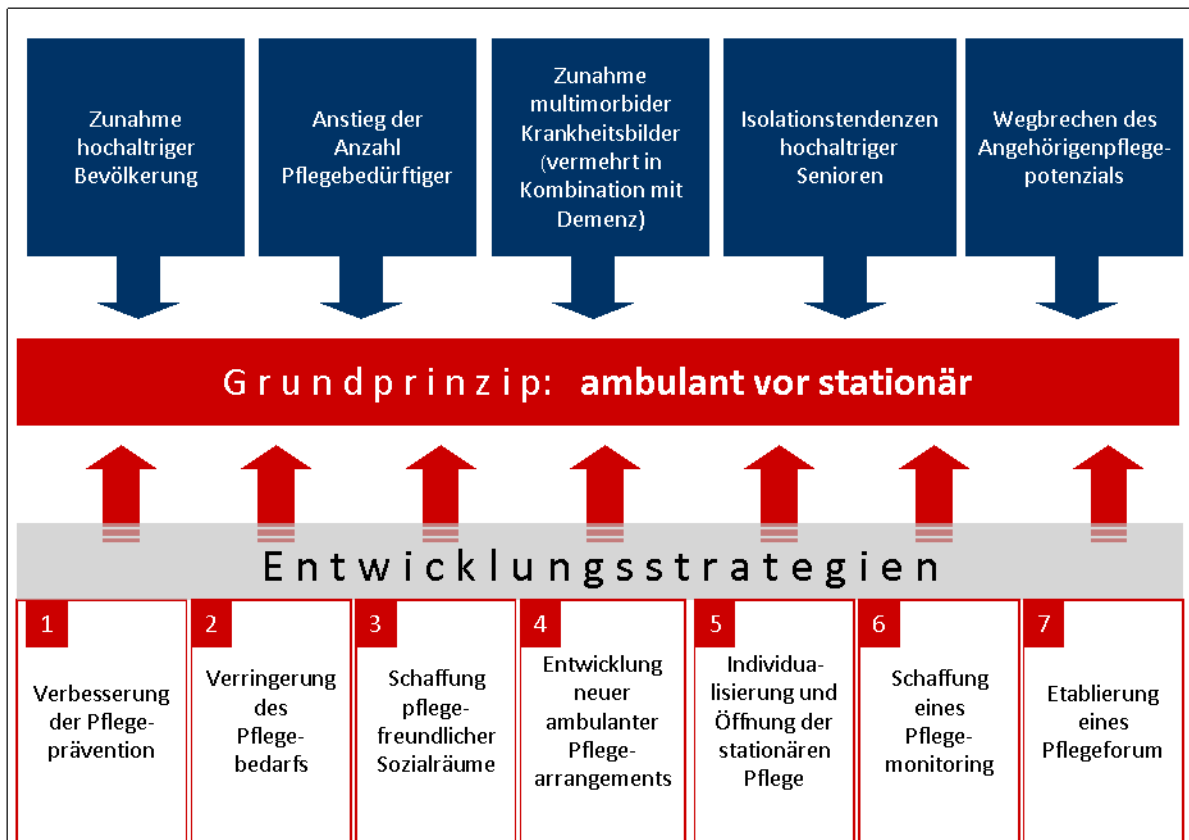 Zunahme
hochaltriger
Bevölkerung
Anstieg der
Anzahl
Pflegebedürftiger
Zunahme
multimorbider
Krankheitsbilder
(vermehrt in
Kombination mit
Demenz)
Isolationstendenzen
hochaltriger
Senioren
Wegbrechen des
Angehörigenpflege-
potenzials
Grundprinzip: ambulant vor stationär
Entwicklungsstrategien
1
Verbesserung
der Pflege-
prävention
2
Verringerung
des
Pflege-
bedarfs
3
Schaffung
pflege-
freundlicher
Sozialräume
4
Entwicklung
neuer
ambulanter
Pflege-
arrangements
5
Individua-
lisierung und
Öffnung der
stationären
Pflege
6
Schaffung
eines
Pflege-
monitoring
7
Etablierung
eines
Pflegeforum